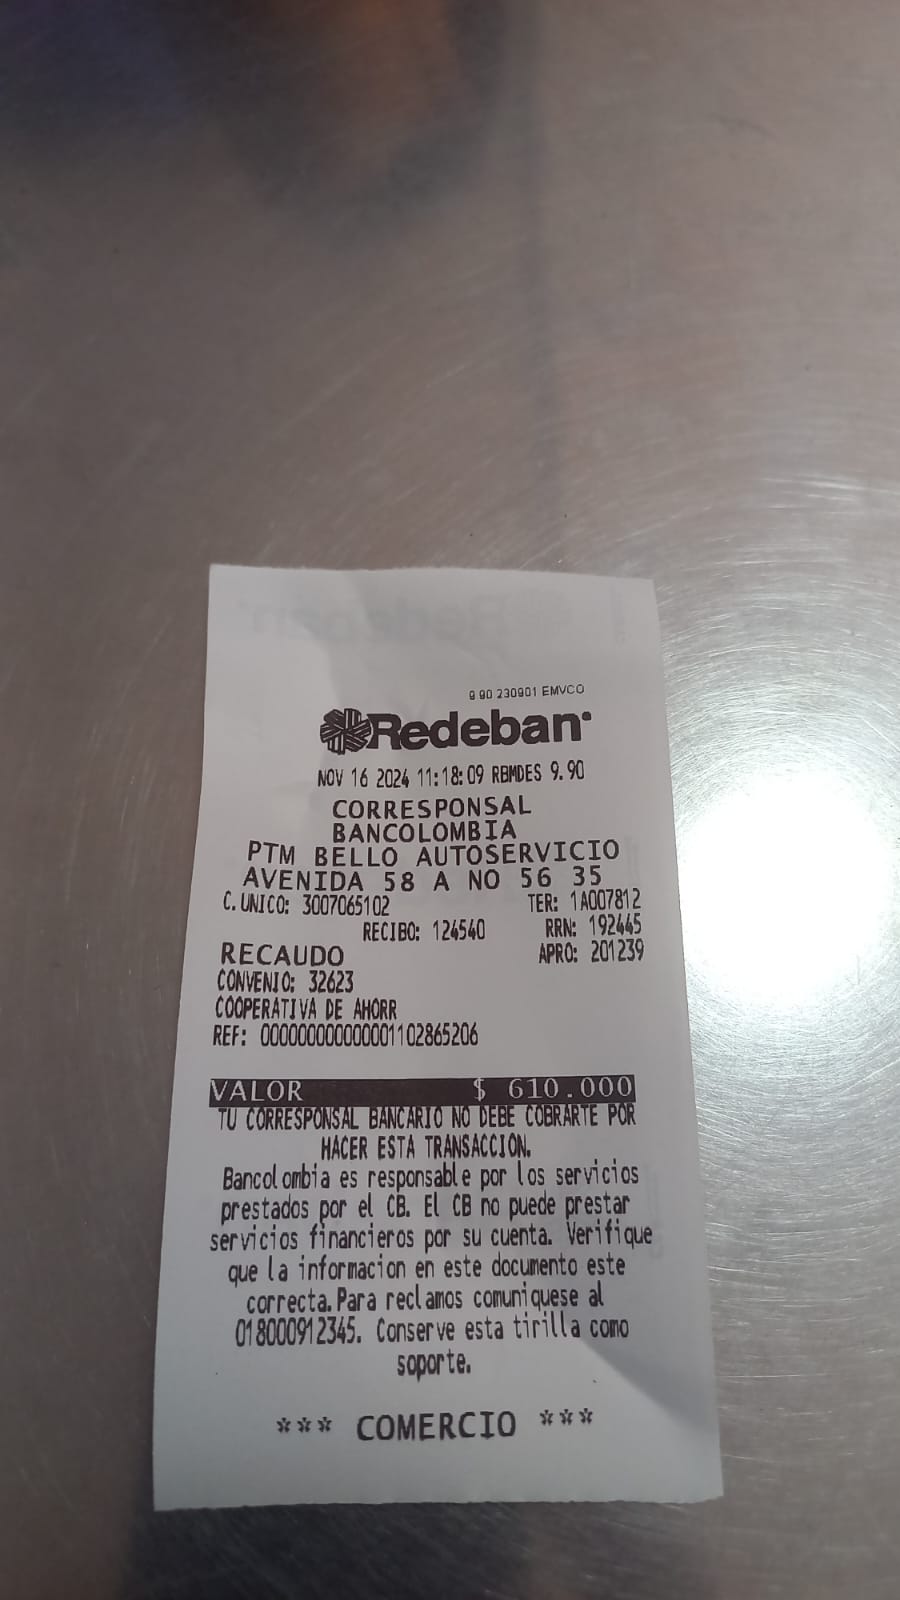 9 90 230901 EMVCO
Redeban
NOV 16 2024 11:18:09 RBMDES 9.90
CORRESPONSAL
BANCOLOMBIA
PTM BELLO AUTOSERVICIO
AVENIDA 58 A NO 56 35
C. UNICO: 3007065102 TER: 1A007812
RECIBO: 124540 RRN: 192445
RECAUDO APRO: 201239
CONVENIO: 32623
COOPERATIVA DE AHORR
REF: 000000000000001102865206
VALOR $ 610.000
TU CORRESPONSAL BANCARIO NO DEBE COBRARTE POR
HACER ESTA TRANSACCION.
Bancolombia es responsable por los servicios
prestados por el CB. El CB no puede prestar
servicios financieros por su cuenta. Verifique
que la informacion en este documento este
correcta. Para reclamos comuniquese al
018000912345. Conserve esta tirilla como
soporte.
*** COMERCIO ***